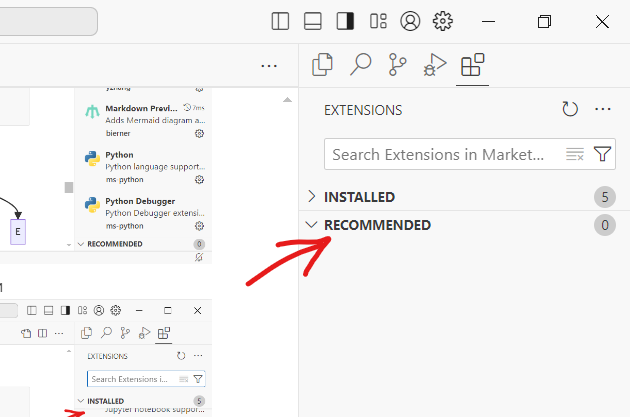 Markdown Previ... 7ms
Adds Mermaid diagram a...
bierner
Python
Python language support...
ms-python
Python Debugger
Python Debugger extensi...
ms-python
RECOMMENDED 0
E
EXTENSIONS
Search Extensions i...
INSTALLED 5
Jupyter notebook suppor...
EXTENSIONS
Search Extensions in Market...
INSTALLED 5
RECOMMENDED 0